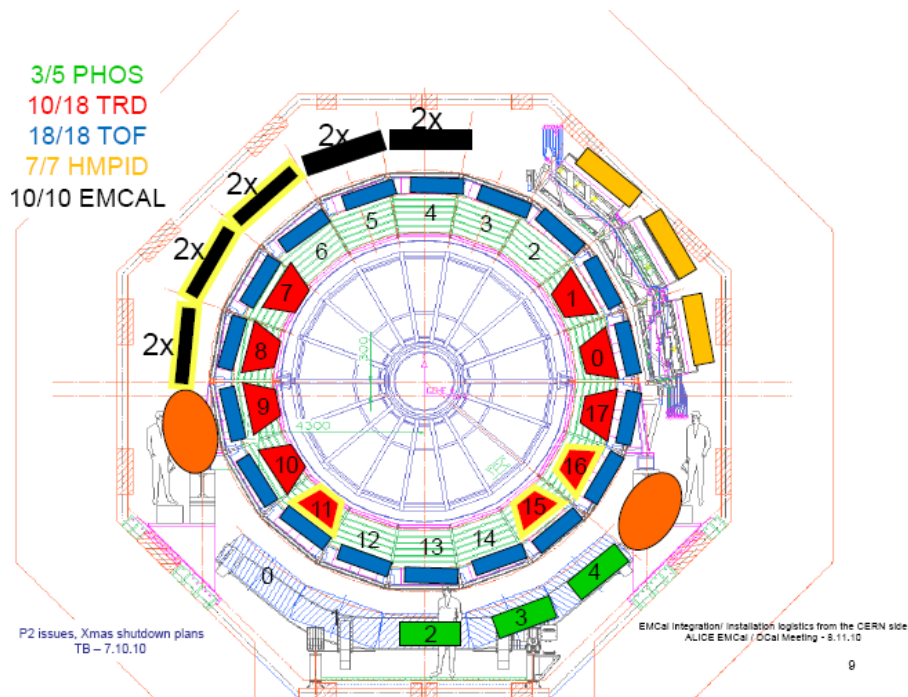 3/5 PHOS
10/18 TRD
18/18 TOF
7/7 HMPID
10/10 EMCAL
2x
2x
2x
2x
2x
5
4
3
6
2
7
1
8
0
9
17
10
16
11
15
12
13
14
300
4300
0
1
2
3
4
P2 issues, Xmas shutdown plans
TB – 7.10.10
EMCal Integration/ Installation logistics from the CERN side
ALICE EMCal / DCal Meeting - 8.11.10
9